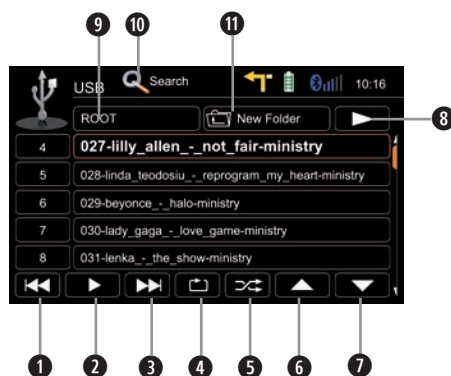 9 10 11
USB Search 10:16
ROOT New Folder 8
4 027-lilly_allen_-_not_fair-ministry
5 028-linda_teodosiu_-_reprogram_my_heart-ministry
6 029-beyonce_-_halo-ministry
7 030-lady_gaga_-_love_game-ministry
8 031-lenka_-_the_show-ministry
1 2 3 4 5 6 7